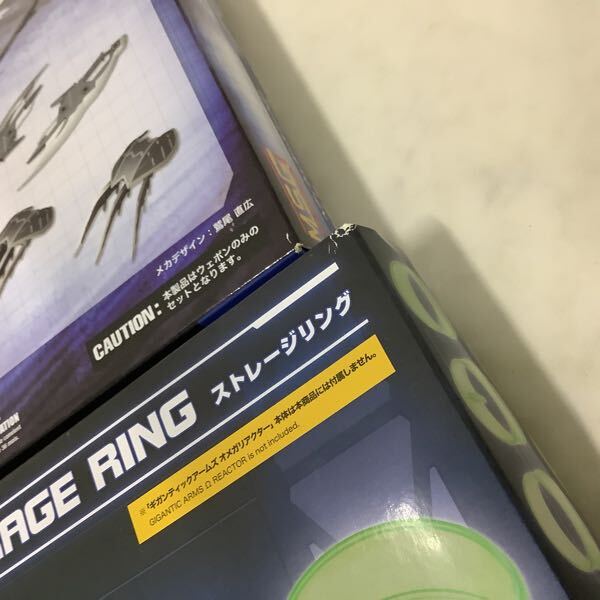 メカデザイン：鷲尾 直広
CAUTION: 本製品はウェポンのみの
セットとなります。
RAGE RING ストレージリング
※「ギガンティックアームズ オメガリアクター」本体は本商品には付属しません。
GIGANTIC ARMS Ω REACTOR is not included.